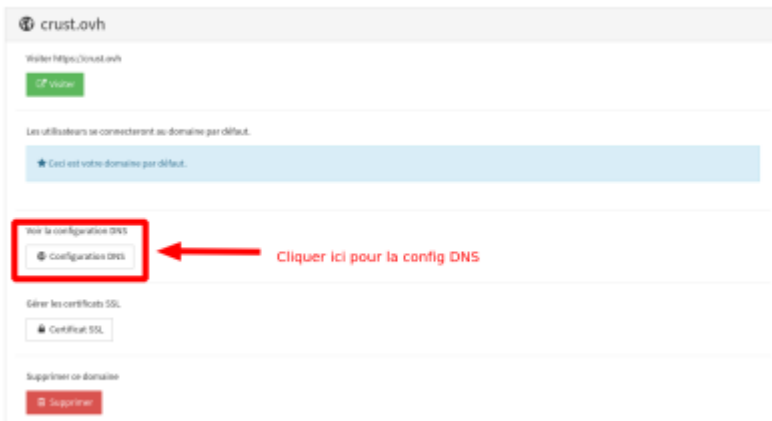 crust.ovh
Visiter https://crust.ovh
Visiter
Les utilisateurs se connecteront au domaine par défaut.
Ceci est votre domaine par défaut.
Voir la configuration DNS
Configuration DNS
Cliquer ici pour la config DNS
Gérer les certificats SSL
Certificat SSL
Supprimer ce domaine
Supprimer